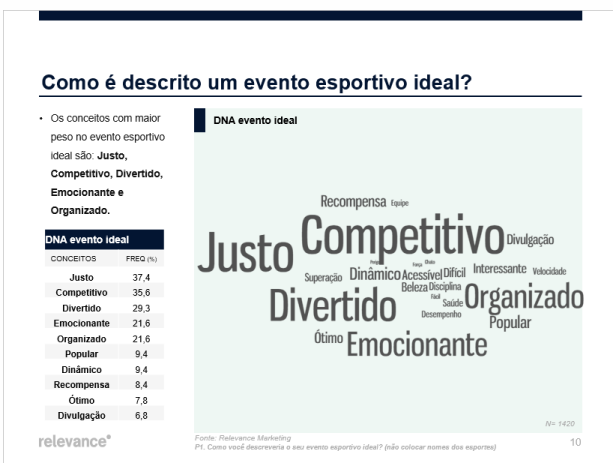 Como é descrito um evento esportivo ideal?
• Os conceitos com maior
peso no evento esportivo
ideal são: Justo,
Competitivo, Divertido,
Emocionante e
Organizado.
DNA evento ideal
CONCEITOS FREQ (%)
Justo 37,4
Competitivo 35,6
Divertido 29,3
Emocionante 21,6
Organizado 21,6
Popular 9,4
Dinâmico 9,4
Recompensa 8,4
Ótimo 7,8
Divulgação 6,8
DNA evento ideal
Recompensa Equipe
Justo Competitivo Divulgação
Superação Dinâmico Acessível Difícil Interessante Velocidade
Beleza Disciplina
Divertido Fácil Saúde Organizado
Desempenho Popular
Ótimo Emocionante
N= 1420
relevance
Fonte: Relevance Marketing
P1. Como você descreveria o seu evento esportivo ideal? (não colocar nomes dos esportes)
10